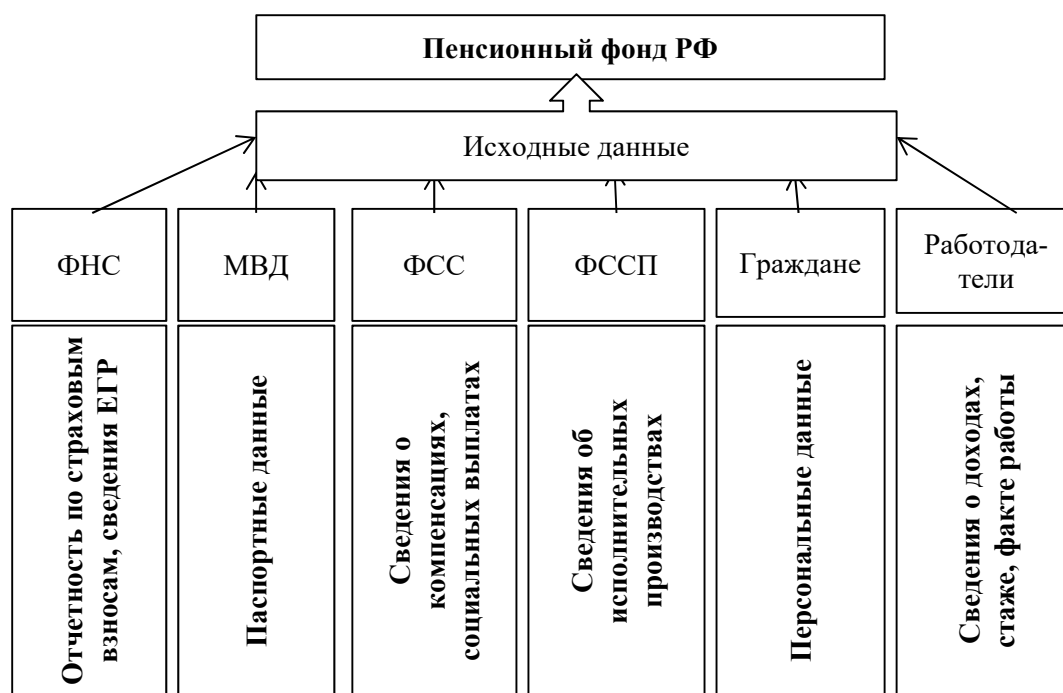 Пенсионный фонд РФ
Исходные данные
ФНС
МВД
ФСС
ФССП
Граждане
Работода-
тели
Отчетность по страховым
взносам, сведения ЕГР
Паспортные данные
Сведения о
компенсациях,
социальных выплатах
Сведения об
исполнительных
производствах
Персональные данные
Сведения о доходах,
стаже, факте работы